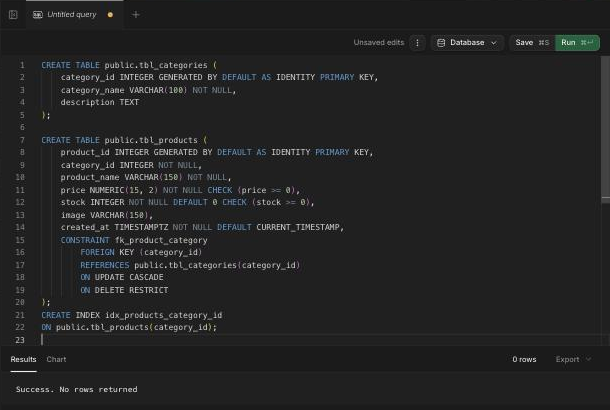 Untitled query
Unsaved edits
Database
Save ⌘S
Run ⌘↵
1 CREATE TABLE public.tbl_categories (
2 category_id INTEGER GENERATED BY DEFAULT AS IDENTITY PRIMARY KEY,
3 category_name VARCHAR(100) NOT NULL,
4 description TEXT
5 );
6
7 CREATE TABLE public.tbl_products (
8 product_id INTEGER GENERATED BY DEFAULT AS IDENTITY PRIMARY KEY,
9 category_id INTEGER NOT NULL,
10 product_name VARCHAR(150) NOT NULL,
11 price NUMERIC(15, 2) NOT NULL CHECK (price >= 0),
12 stock INTEGER NOT NULL DEFAULT 0 CHECK (stock >= 0),
13 image VARCHAR(150),
14 created_at TIMESTAMPTZ NOT NULL DEFAULT CURRENT_TIMESTAMP,
15 CONSTRAINT fk_product_category
16 FOREIGN KEY (category_id)
17 REFERENCES public.tbl_categories(category_id)
18 ON UPDATE CASCADE
19 ON DELETE RESTRICT
20 );
21 CREATE INDEX idx_products_category_id
22 ON public.tbl_products(category_id);
23
Results Chart 0 rows Export
Success. No rows returned